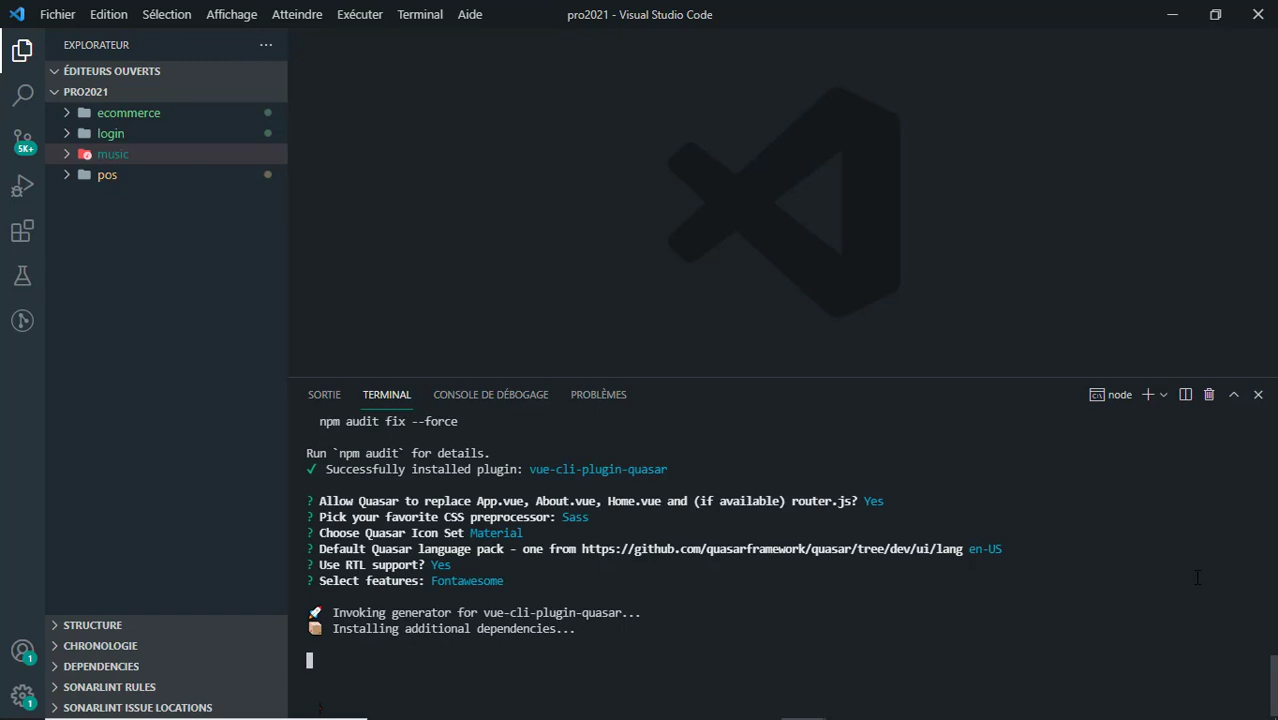 Fichier Edition Sélection Affichage Atteindre Exécuter Terminal Aide pro2021 - Visual Studio Code
EXPLORATEUR
ÉDITEURS OUVERTS
PRO2021
ecommerce
login
music
pos
5K+
SORTIE TERMINAL CONSOLE DE DÉBOGAGE PROBLÈMES node
npm audit fix --force
Run `npm audit` for details.
✓ Successfully installed plugin: vue-cli-plugin-quasar
? Allow Quasar to replace App.vue, About.vue, Home.vue and (if available) router.js? Yes
? Pick your favorite CSS preprocessor: Sass
? Choose Quasar Icon Set Material
? Default Quasar language pack - one from https://github.com/quasarframework/quasar/tree/dev/ui/lang en-US
? Use RTL support? Yes
? Select features: Fontawesome
🚀 Invoking generator for vue-cli-plugin-quasar...
📦 Installing additional dependencies...
STRUCTURE
CHRONOLOGIE
DEPENDENCIES
SONARLINT RULES
SONARLINT ISSUE LOCATIONS
1
1